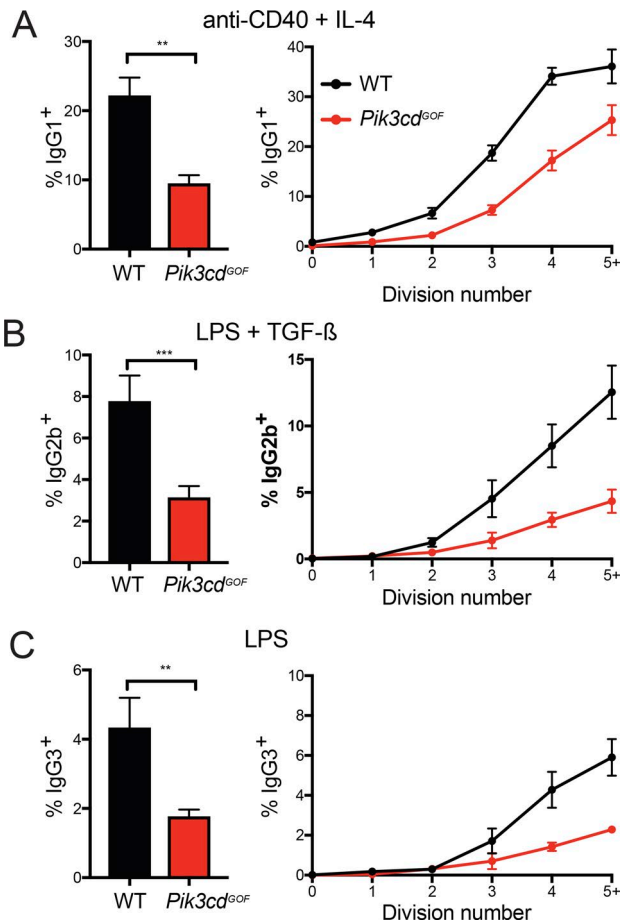 A
anti-CD40 + IL-4
% IgG1⁺
30
20
10
0
**
WT
Pik3cdᴳᴼᶠ
% IgG1⁺
40
30
20
10
0
WT
Pik3cdᴳᴼᶠ
0 1 2 3 4 5+
Division number
B
LPS + TGF-ß
% IgG2b⁺
10
8
6
4
2
0
***
WT
Pik3cdᴳᴼᶠ
% IgG2b⁺
15
10
5
0
0 1 2 3 4 5+
Division number
C
LPS
% IgG3⁺
6
4
2
0
**
WT
Pik3cdᴳᴼᶠ
% IgG3⁺
10
8
6
4
2
0
0 1 2 3 4 5+
Division number